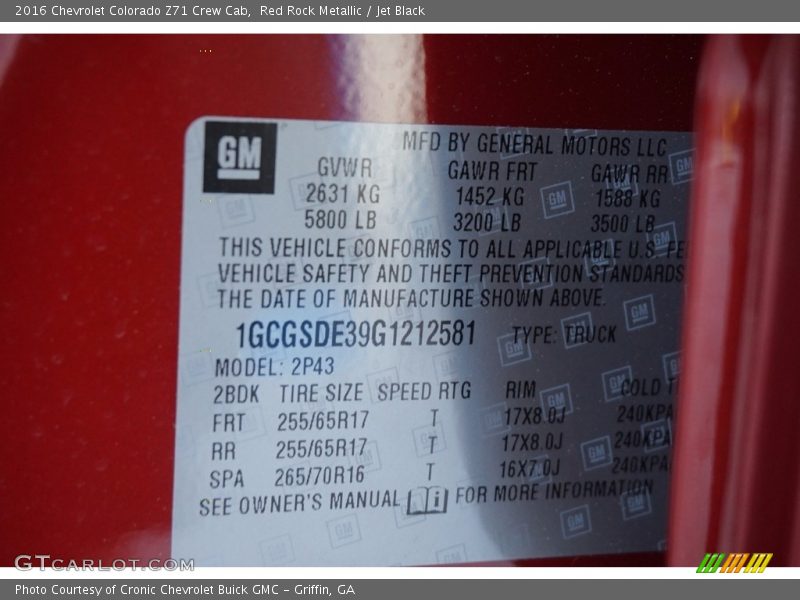 2016 Chevrolet Colorado Z71 Crew Cab,  Red Rock Metallic / Jet Black
GM
MFD BY GENERAL MOTORS LLC
GVWR GAWR FRT GAWR RR
2631 KG 1452 KG 1588 KG
5800 LB 3200 LB 3500 LB
THIS VEHICLE CONFORMS TO ALL APPLICABLE U.S.
VEHICLE SAFETY AND THEFT PREVENTION STANDARDS
THE DATE OF MANUFACTURE SHOWN ABOVE.
1GCGSDE39G1212581 TYPE: TRUCK
MODEL: 2P43
2BDK TIRE SIZE SPEED RTG RIM COLD
FRT 255/65R17 T 17X8.0J 240KPA
RR 255/65R17 T 17X8.0J 240KPA
SPA 265/70R16 T 16X7.0J 240KPA
SEE OWNER'S MANUAL i FOR MORE INFORMATION
GTCARLOT.COM
Photo Courtesy of Cronic Chevrolet Buick GMC – Griffin, GA